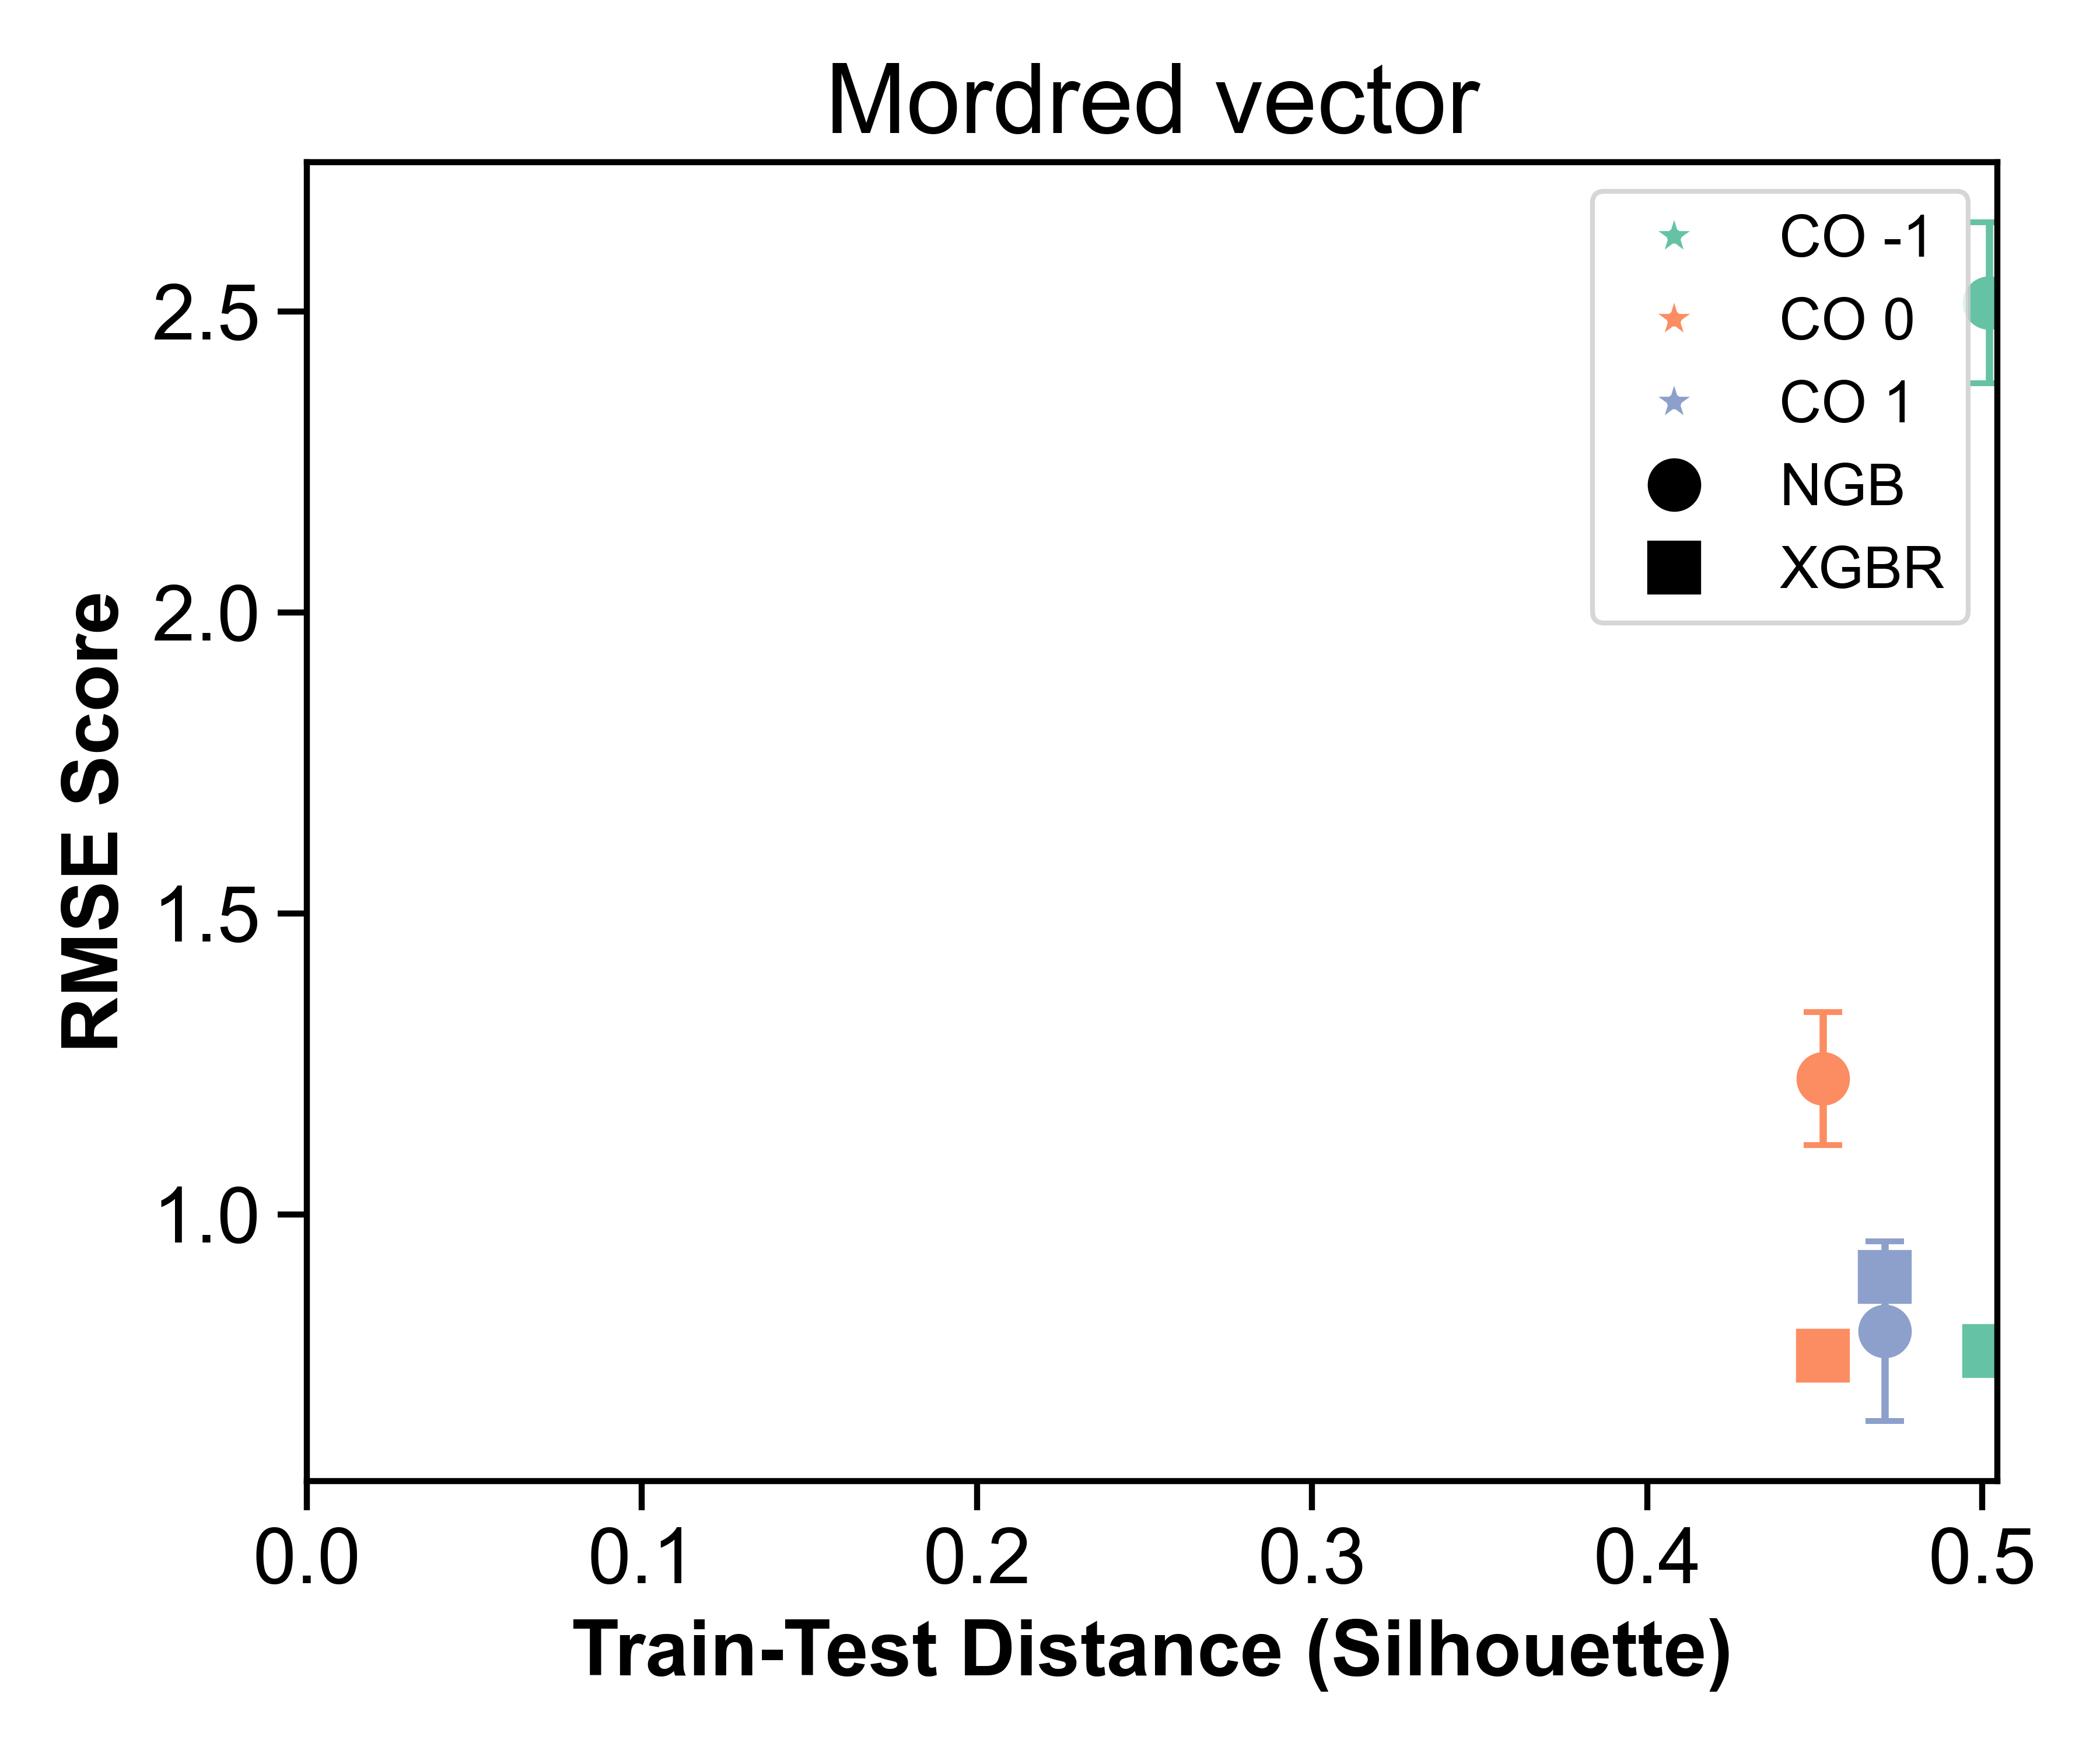 Mordred vector
CO -1
CO 0
CO 1
NGB
XGBR
RMSE Score
2.5
2.0
1.5
1.0
0.0 0.1 0.2 0.3 0.4 0.5
Train-Test Distance (Silhouette)